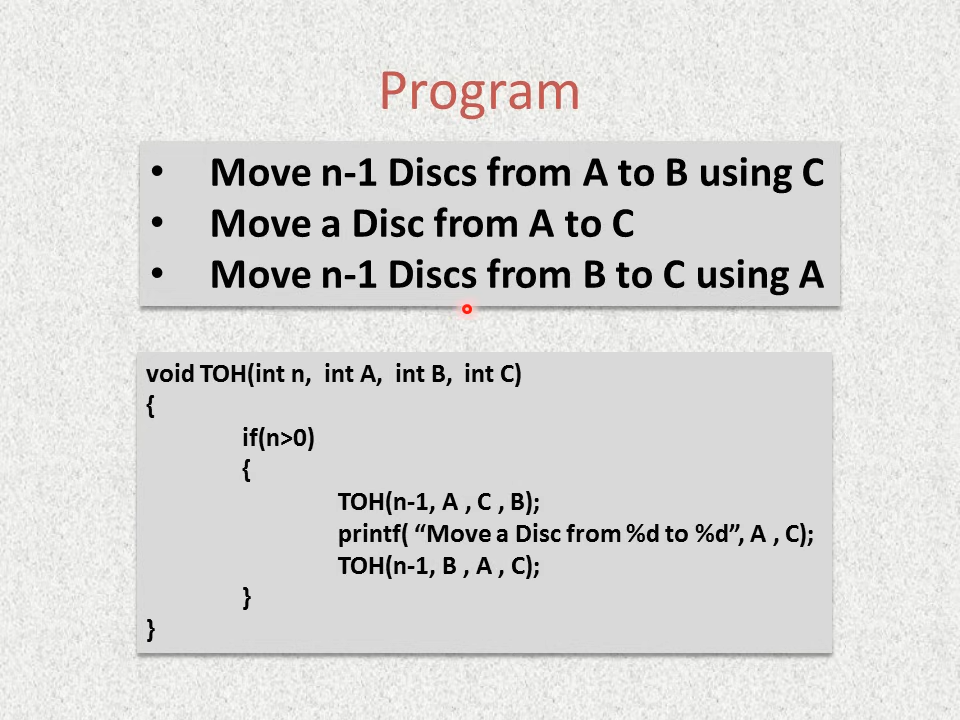 Program
• Move n-1 Discs from A to B using C
• Move a Disc from A to C
• Move n-1 Discs from B to C using A
void TOH(int n, int A, int B, int C)
{
if(n>0)
{
TOH(n-1, A , C , B);
printf( “Move a Disc from %d to %d”, A , C);
TOH(n-1, B , A , C);
}
}